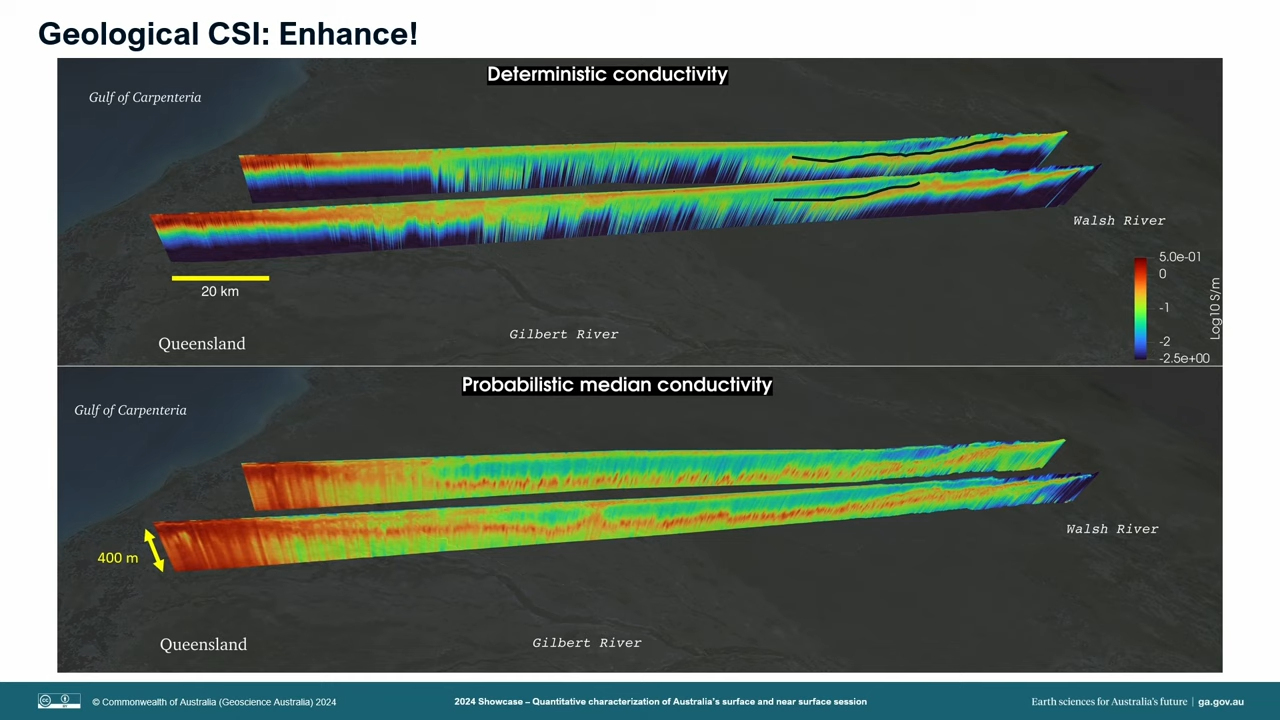 Geological CSI: Enhance!
Deterministic conductivity
Gulf of Carpenteria
Walsh River
20 km
5.0e-01
0
-1
-2
-2.5e+00
Log10 S/m
Gilbert River
Queensland
Probabilistic median conductivity
Gulf of Carpenteria
Walsh River
400 m
Gilbert River
Queensland
© Commonwealth of Australia (Geoscience Australia) 2024
2024 Showcase – Quantitative characterization of Australia's surface and near surface session
Earth sciences for Australia's future | ga.gov.au